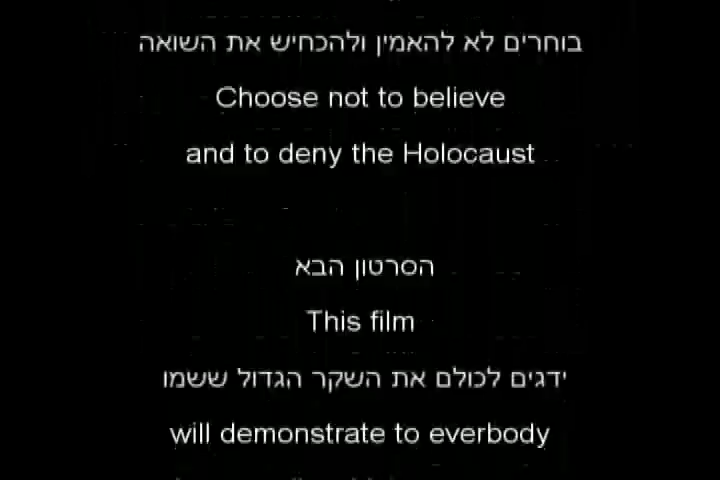 בוחרים לא להאמין ולהכחיש את השואה
Choose not to believe
and to deny the Holocaust
הסרטון הבא
This film
ידגים לכולם את השקר הגדול ששמו
will demonstrate to everbody